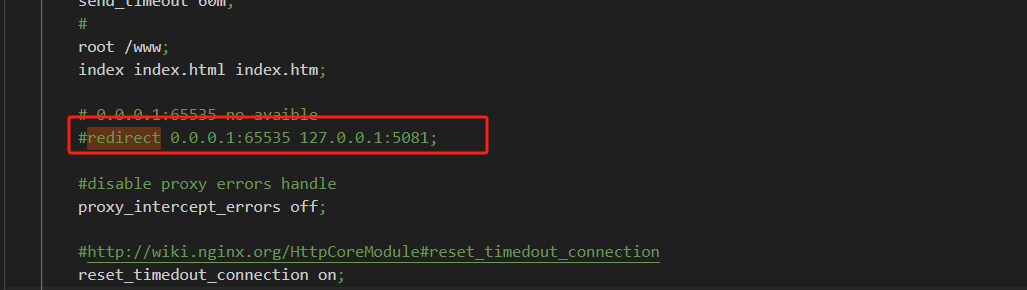 send_timeout 60m;
#
root /www;
index index.html index.htm;
# 0.0.0.1:65535 no avaible
#redirect 0.0.0.1:65535 127.0.0.1:5081;
#disable proxy errors handle
proxy_intercept_errors off;
#http://wiki.nginx.org/HttpCoreModule#reset_timedout_connection
reset_timedout_connection on;